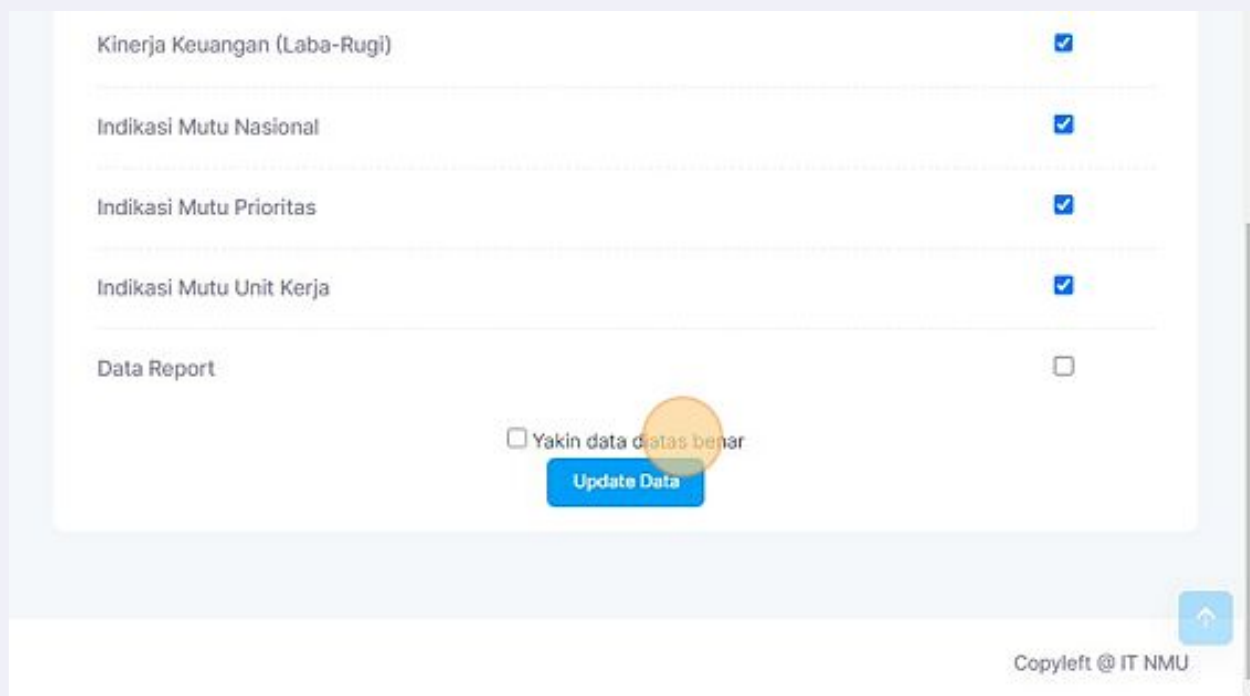 Kinerja Keuangan (Laba-Rugi)
Indikasi Mutu Nasional
Indikasi Mutu Prioritas
Indikasi Mutu Unit Kerja
Data Report
Yakin data diatas benar
Update Data
Copyleft @ IT NMU